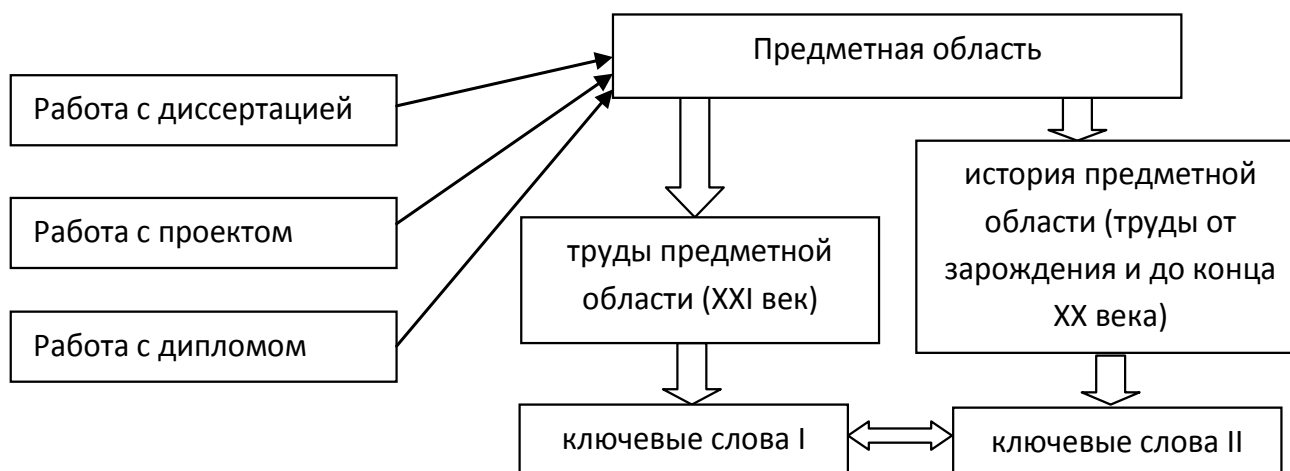 Предметная область
Работа с диссертацией
Работа с проектом
Работа с дипломом
труды предметной
области (XXI век)
история предметной
области (труды от
зарождения и до конца
XX века)
ключевые слова I
ключевые слова II